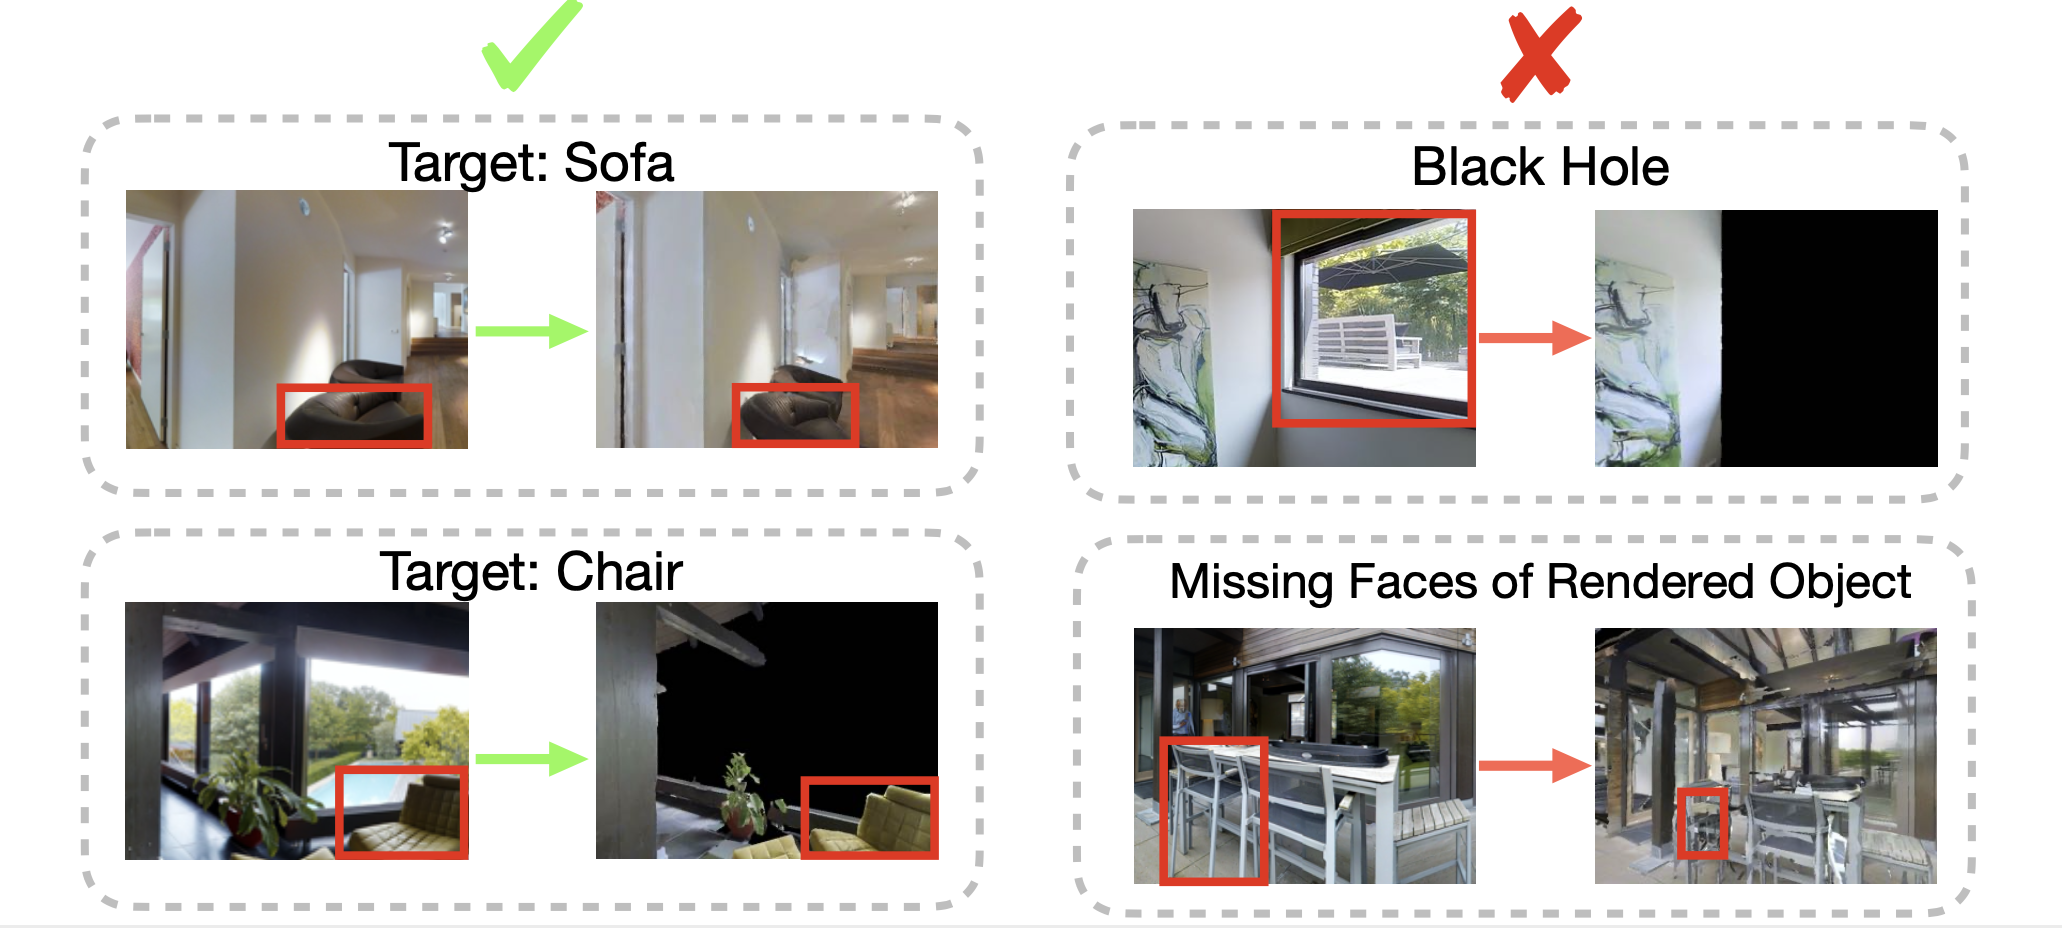 Target: Sofa
Black Hole
Target: Chair
Missing Faces of Rendered Object